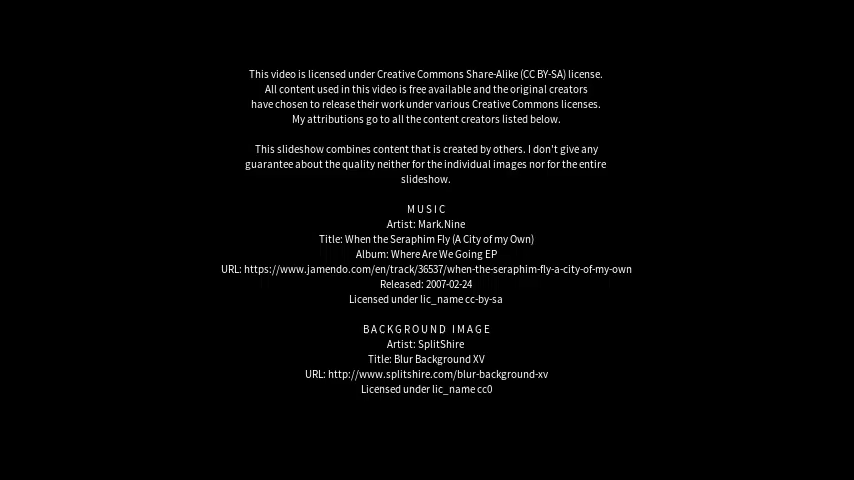 This video is licensed under Creative Commons Share-Alike (CC BY-SA) license.
All content used in this video is free available and the original creators
have chosen to release their work under various Creative Commons licenses.
My attributions go to all the content creators listed below.
This slideshow combines content that is created by others. I don't give any
guarantee about the quality neither for the individual images nor for the entire
slideshow.
MUSIC
Artist: Mark.Nine
Title: When the Seraphim Fly (A City of my Own)
Album: Where Are We Going EP
URL: https://www.jamendo.com/en/track/36537/when-the-seraphim-fly-a-city-of-my-own
Released: 2007-02-24
Licensed under lic_name cc-by-sa
BACKGROUND IMAGE
Artist: SplitShire
Title: Blur Background XV
URL: http://www.splitshire.com/blur-background-xv
Licensed under lic_name cc0